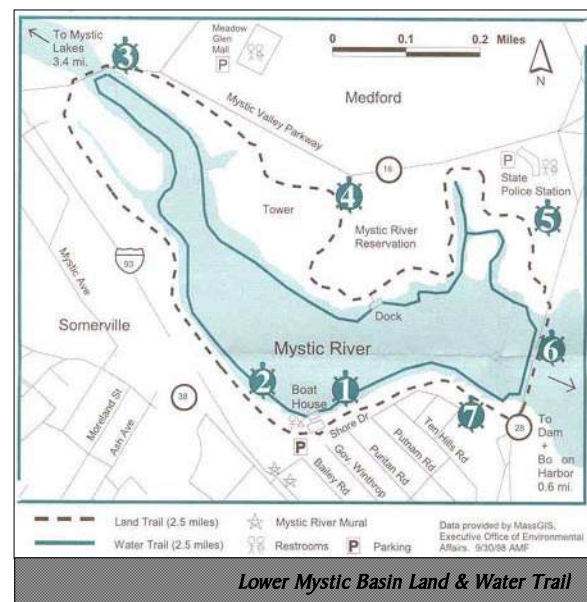 To Mystic
Lakes
3.4 mi.
3
Meadow
Glen
Mall
P
0 0.1 0.2 Miles
N
Medford
Mystic Valley Parkway
16
4
P
State
Police Station
5
Tower
Mystic River
Reservation
Mystic Ave
93
Dock
Somerville
Mystic River
6
2
Boat
House
1
38
Moreland St
Ash Ave
P
Shore Dr
7
28
Ten Hills Rd
Putnam Rd
Puritan Rd
Gov. Winthrop
Bailey Rd
To
Dam
+
Bo on
Harbor
0.6 mi.
Land Trail (2.5 miles)
Mystic River Mural
Water Trail (2.5 miles)
Restrooms
P Parking
Data provided by MassGIS,
Executive Office of Environmental
Affairs. 9/30/98 AMF
Lower Mystic Basin Land & Water Trail